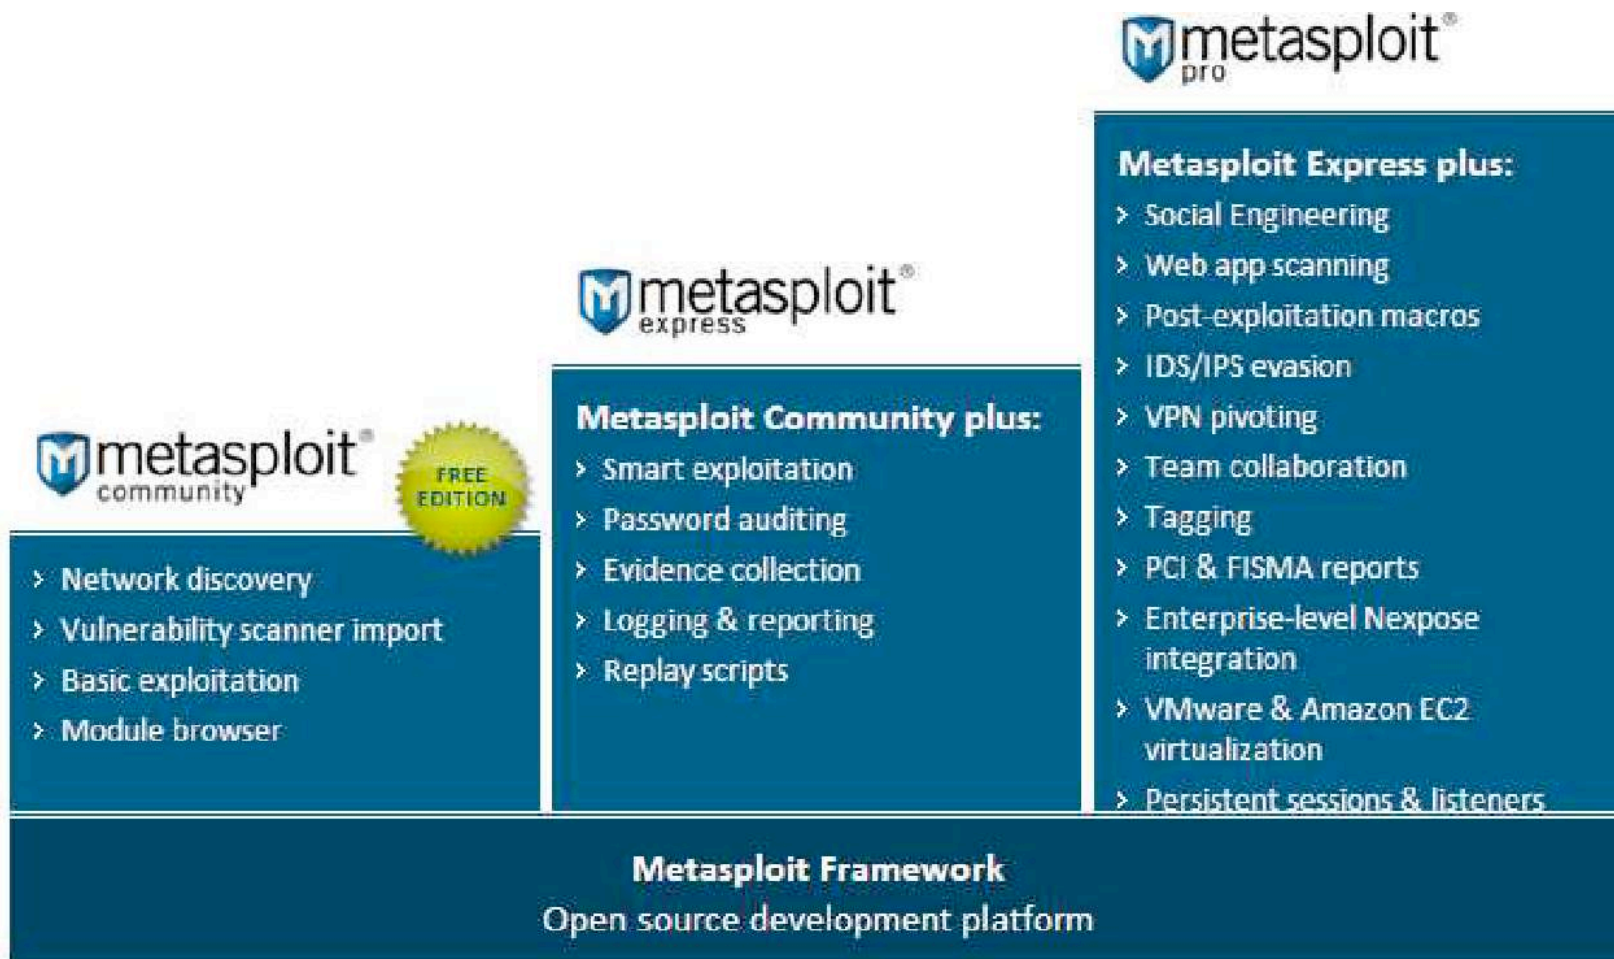 metasploit®
community
FREE
EDITION
> Network discovery
> Vulnerability scanner import
> Basic exploitation
> Module browser
metasploit®
express
Metasploit Community plus:
> Smart exploitation
> Password auditing
> Evidence collection
> Logging & reporting
> Replay scripts
metasploit®
pro
Metasploit Express plus:
> Social Engineering
> Web app scanning
> Post-exploitation macros
> IDS/IPS evasion
> VPN pivoting
> Team collaboration
> Tagging
> PCI & FISMA reports
> Enterprise-level Nexpose
integration
> VMware & Amazon EC2
virtualization
> Persistent sessions & listeners
Metasploit Framework
Open source development platform